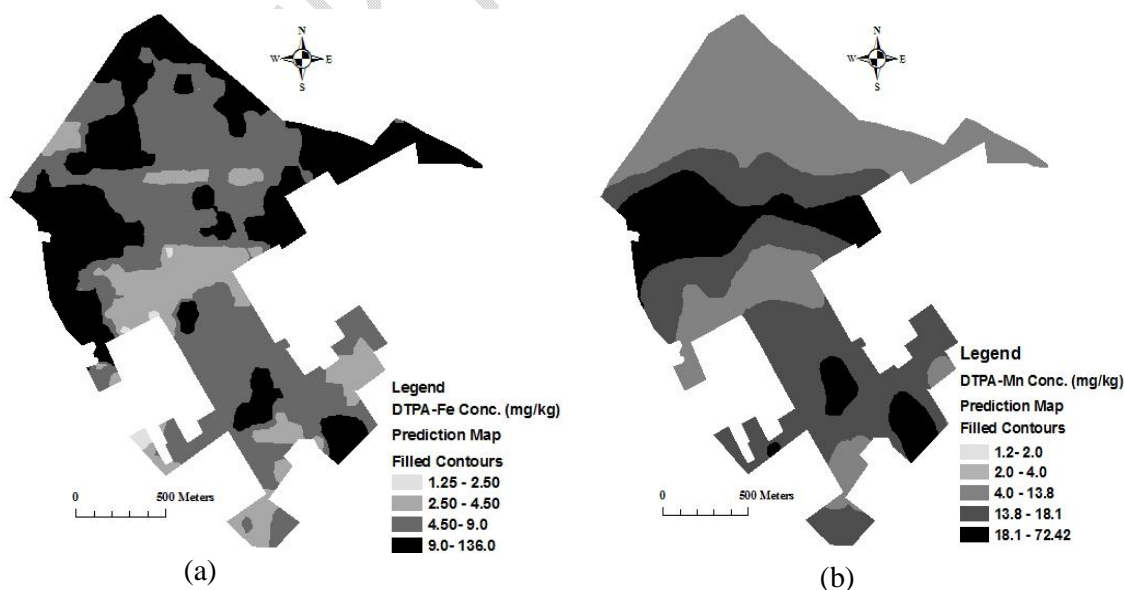 N
W E
S
Legend
DTPA-Fe Conc. (mg/kg)
Prediction Map
Filled Contours
1.25 - 2.50
2.50 - 4.50
4.50- 9.0
9.0- 136.0
0 500 Meters
(a)
N
W E
S
Legend
DTPA-Mn Conc. (mg/kg)
Prediction Map
Filled Contours
1.2- 2.0
2.0 - 4.0
4.0 - 13.8
13.8 - 18.1
18.1 - 72.42
0 500 Meters
(b)